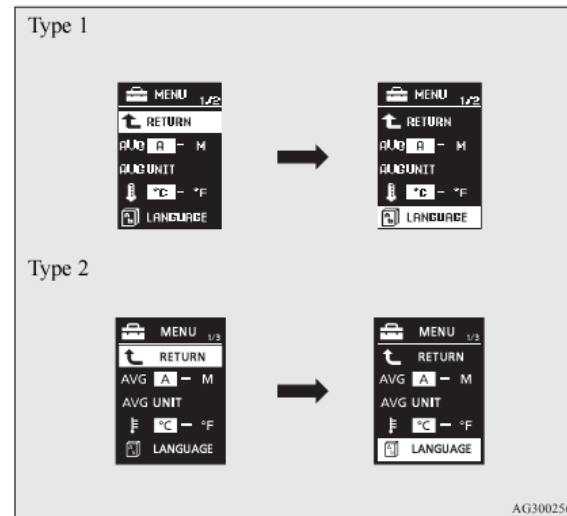 Type 1
MENU 1/2
RETURN
AVG A - M
AVG UNIT
°C - °F
LANGUAGE
MENU 1/2
RETURN
AVG A - M
AVG UNIT
°C - °F
LANGUAGE
Type 2
MENU 1/3
RETURN
AVG A - M
AVG UNIT
°C - °F
LANGUAGE
MENU 1/3
RETURN
AVG A - M
AVG UNIT
°C - °F
LANGUAGE